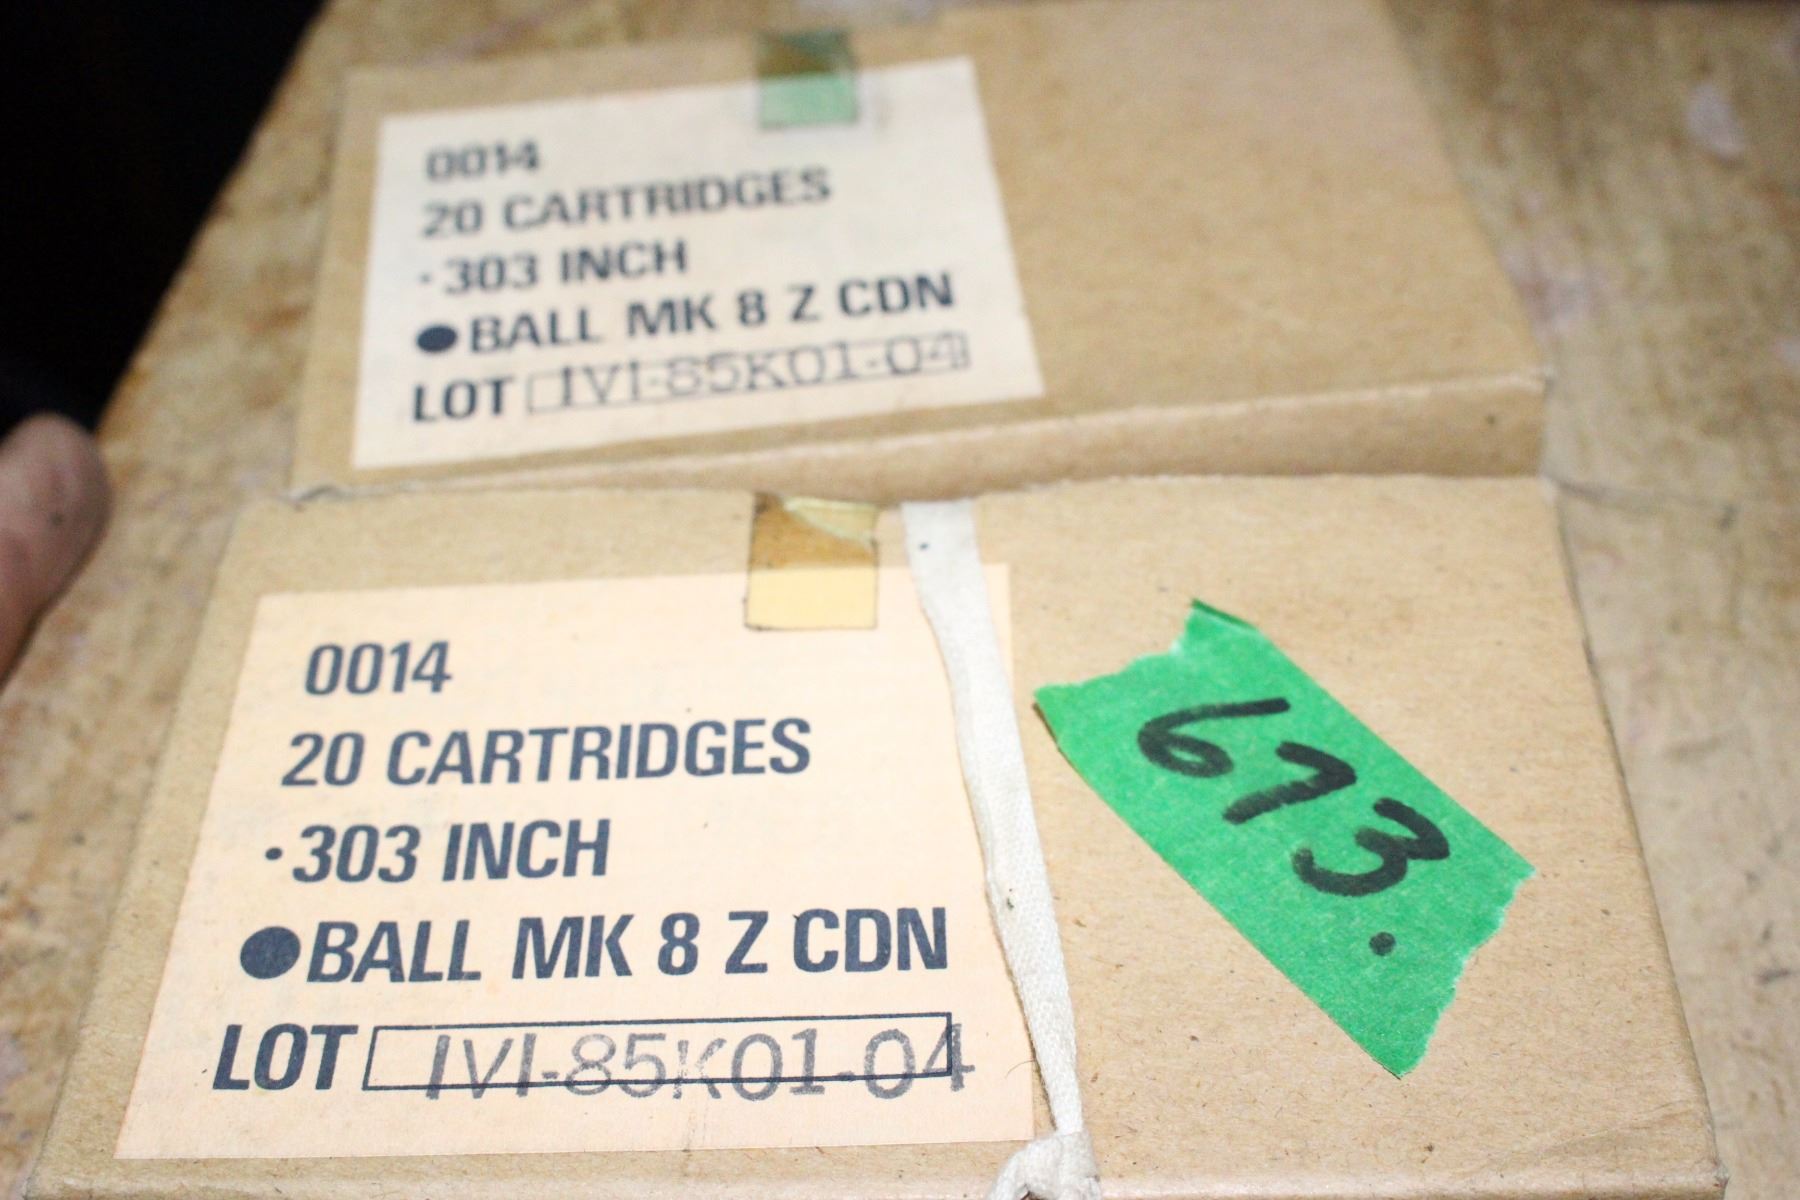 0014
20 CARTRIDGES
·303 INCH
●BALL MK 8 Z CDN
LOT IVI-85K01-04
0014
20 CARTRIDGES
·303 INCH
●BALL MK 8 Z CDN
LOT IVI-85K01-04
673.